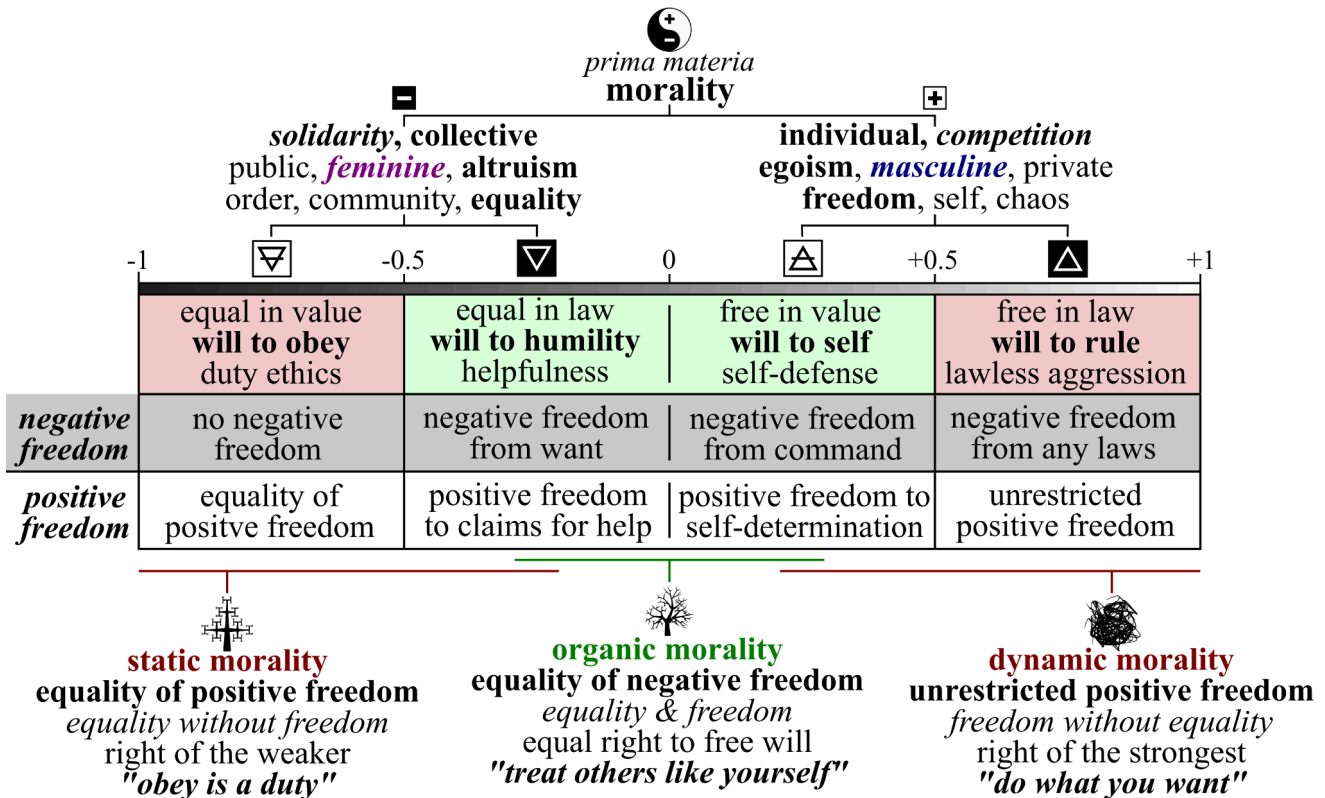 prima materia
morality
solidarity, collective
public, feminine, altruism
order, community, equality
individual, competition
egoism, masculine, private
freedom, self, chaos
-1
-0.5
0
+0.5
+1
equal in value
will to obey
duty ethics
equal in law
will to humility
helpfulness
free in value
will to self
self-defense
free in law
will to rule
lawless aggression
negative
freedom
no negative
freedom
negative freedom
from want
negative freedom
from command
negative freedom
from any laws
positive
freedom
equality of
positve freedom
positive freedom
to claims for help
positive freedom to
self-determination
unrestricted
positive freedom
static morality
equality of positive freedom
equality without freedom
right of the weaker
"obey is a duty"
organic morality
equality of negative freedom
equality & freedom
equal right to free will
"treat others like yourself"
dynamic morality
unrestricted positive freedom
freedom without equality
right of the strongest
"do what you want"